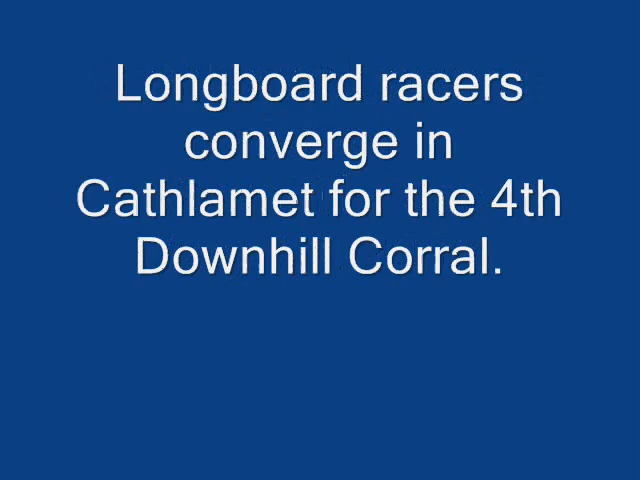 Longboard racers
converge in
Cathlamet for the 4th
Downhill Corral.